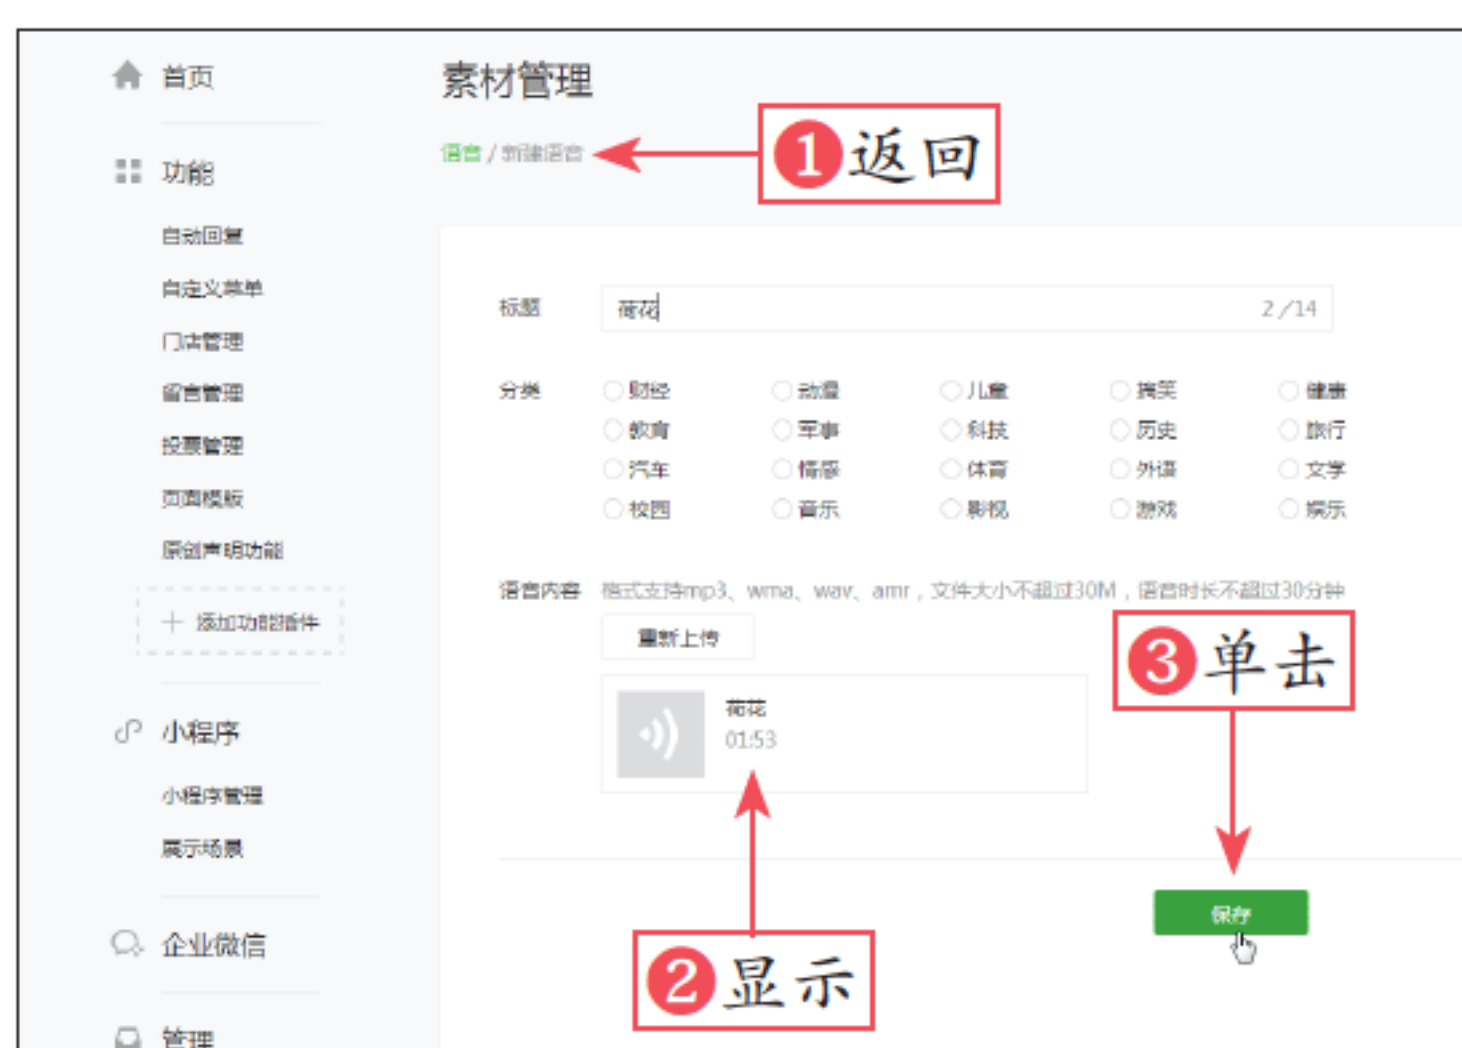 首页
功能
自动回复
自定义菜单
门店管理
留言管理
投票管理
页面模版
原创声明功能
添加功能插件
小程序
小程序管理
展示场景
企业微信
管理
素材管理
语音 / 新建语音
1 返回
标题 荷花 2/14
分类 财经 动漫 儿童 搞笑 健康
教育 军事 科技 历史 旅行
汽车 情感 体育 外语 文学
校园 音乐 影视 游戏 娱乐
语音内容 格式支持mp3、wma、wav、amr，文件大小不超过30M，语音时长不超过30分钟
重新上传
3 单击
荷花
01:53
保存
2 显示